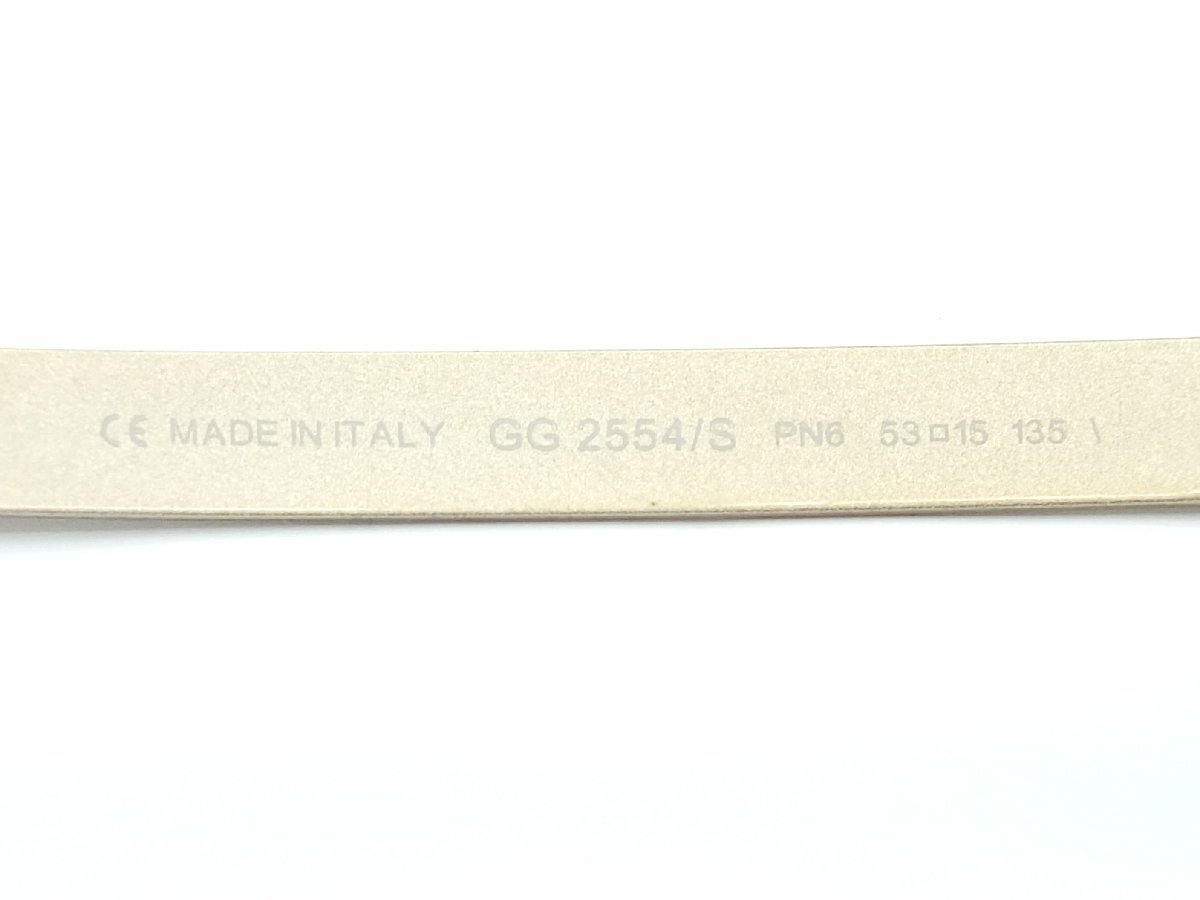 CE MADE IN ITALY GG 2554/S PN6 53□15 135 \